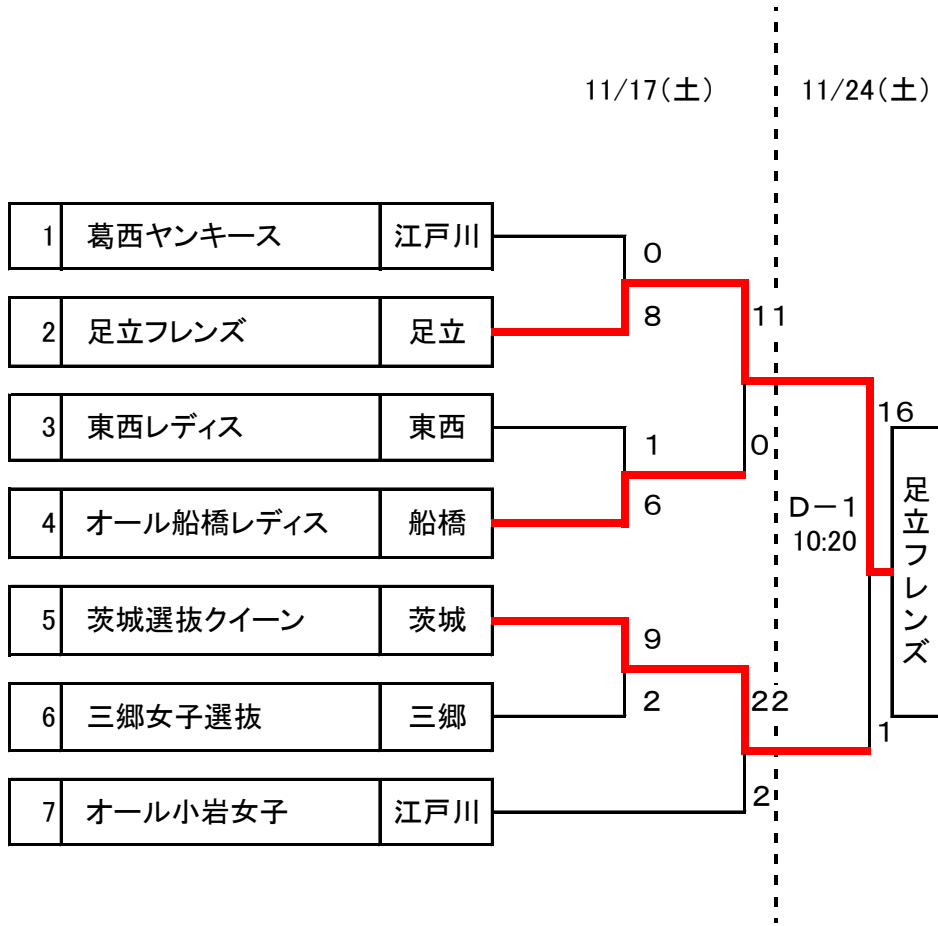 11/17(土) 11/24(土)
1 葛西ヤンキース 江戸川
0
2 足立フレンズ 足立
8
11
3 東西レディス 東西
1
0
16
4 オール船橋レディス 船橋
6
D－1
10:20
足立フレンズ
5 茨城選抜クイーン 茨城
9
6 三郷女子選抜 三郷
2
22
1
7 オール小岩女子 江戸川
2